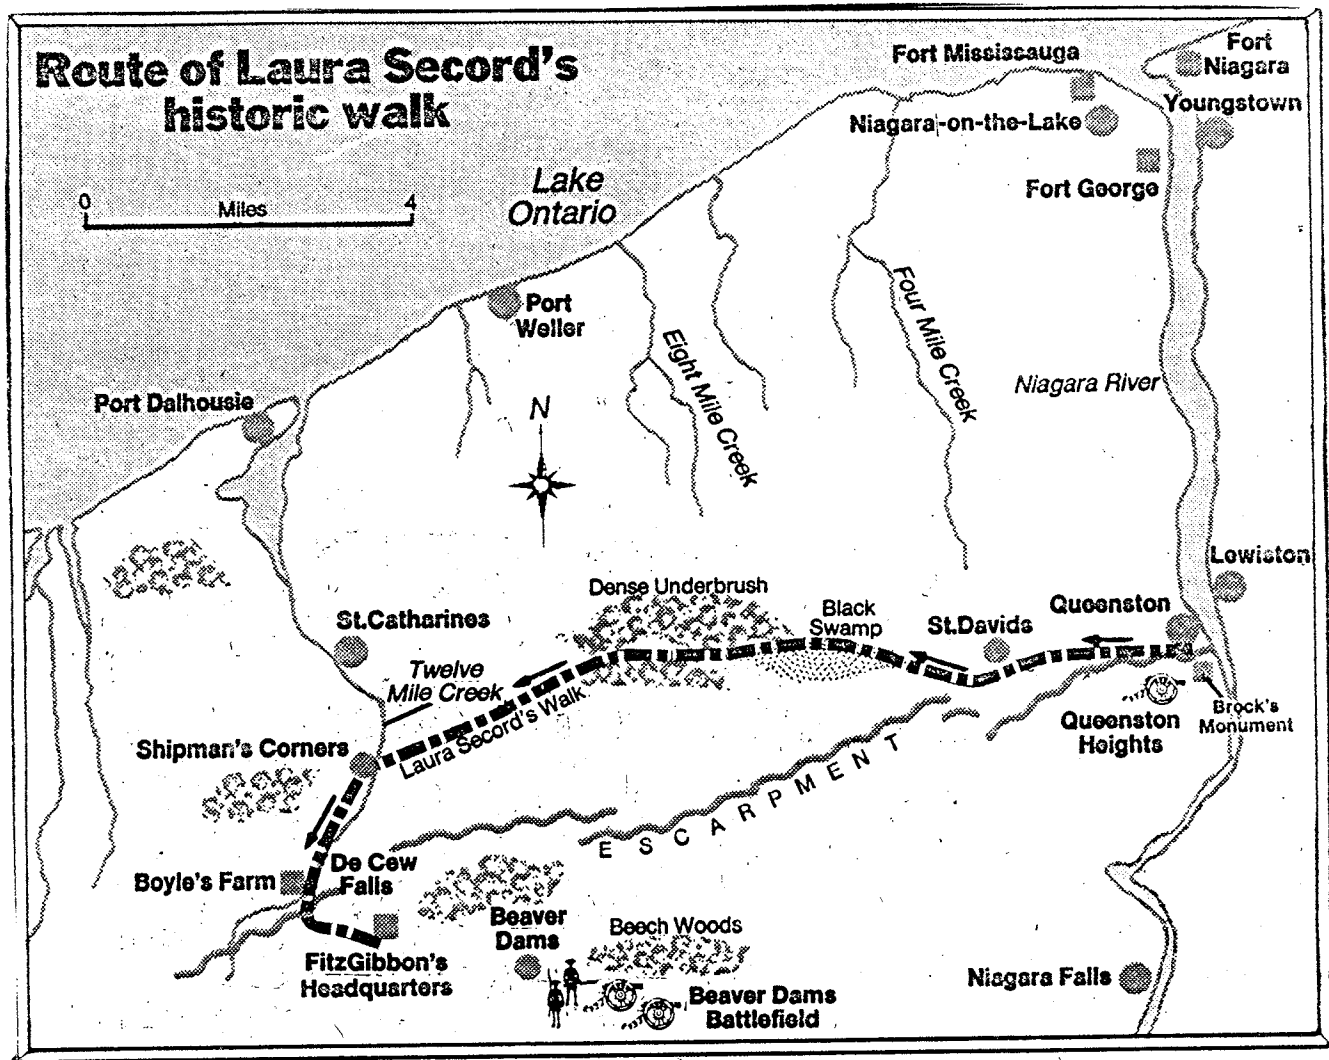 Route of Laura Secord's
historic walk
0 Miles 4
Lake
Ontario
Fort Mississauga
Fort
Niagara
Youngstown
Niagara-on-the-Lake
Fort George
Port
Weller
Four Mile Creek
Eight Mile Creek
Niagara River
Port Dalhousie
N
Lewiston
Dense Underbrush
Black
Swamp
Queenston
St.Davids
St.Catharines
Twelve
Mile Creek
Laura Secord's Walk
Brock's
Monument
Queenston
Heights
Shipman's Corners
ESCARPMENT
De Cew
Falls
Boyle's Farm
Beaver
Dams
Beech Woods
FitzGibbon's
Headquarters
Niagara Falls
Beaver Dams
Battlefield